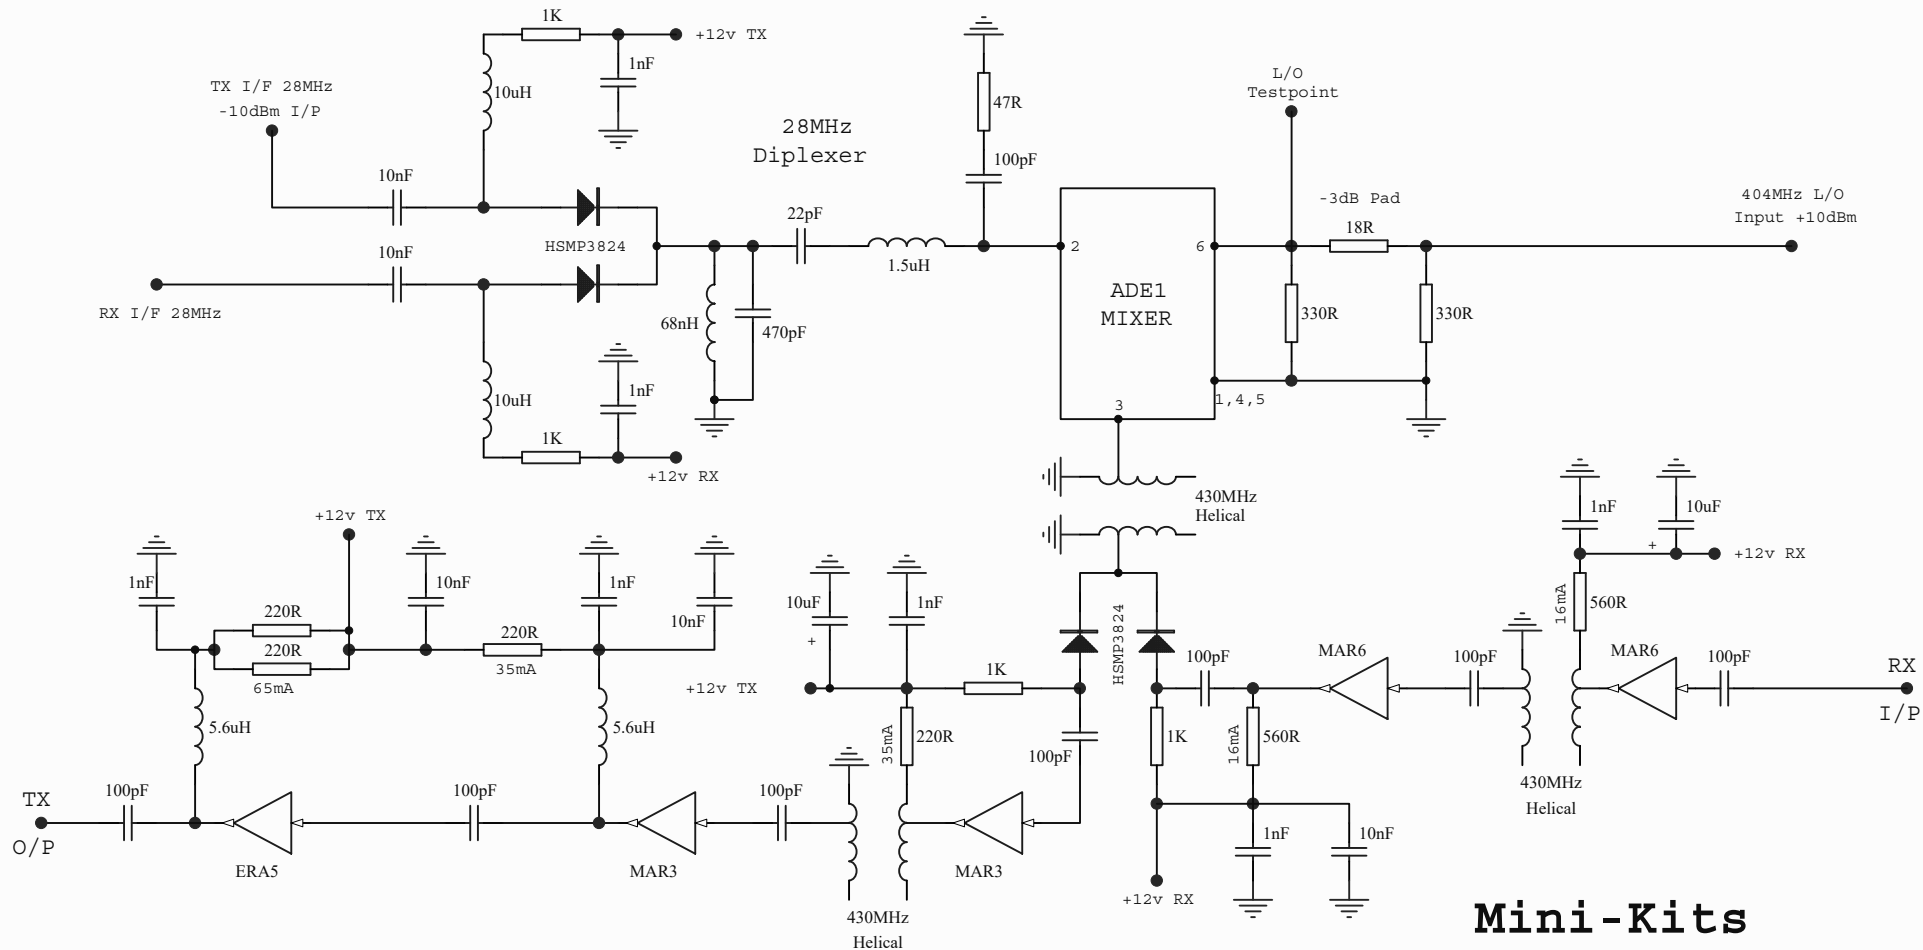 1K
+12v TX
1nF
10uH
TX I/F 28MHz
-10dBm I/P
10nF
HSMP3824
10nF
RX I/F 28MHz
10uH
1nF
1K
+12v RX
28MHz
Diplexer
22pF
1.5uH
68nH
470pF
47R
100pF
2
6
ADE1
MIXER
3
1,4,5
L/O
Testpoint
-3dB Pad
18R
330R
330R
404MHz L/O
Input +10dBm
430MHz
Helical
+12v TX
1nF
220R
220R
65mA
10nF
220R
35mA
1nF
10nF
5.6uH
5.6uH
TX
O/P
100pF
ERA5
100pF
MAR3
100pF
430MHz
Helical
+12v TX
10uF
+
1nF
1K
35mA
220R
MAR3
100pF
HSMP3824
100pF
1K
16mA
560R
+12v RX
1nF
10nF
MAR6
100pF
430MHz
Helical
1nF
10uF
+
+12v RX
16mA
560R
MAR6
100pF
RX
I/P
Mini-Kits